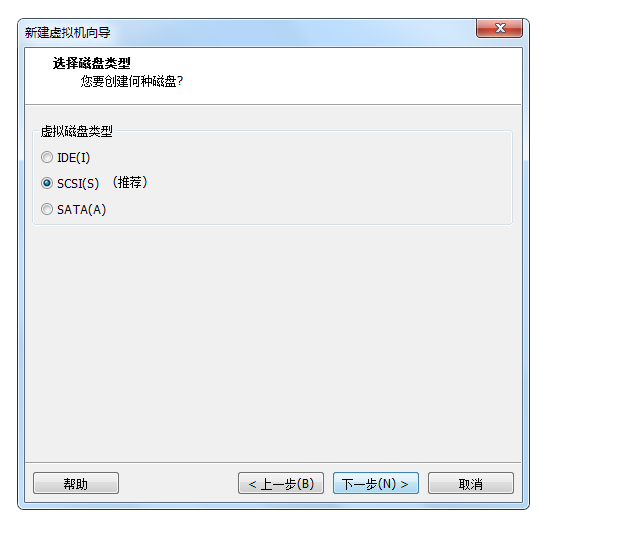 新建虚拟机向导
选择磁盘类型
您要创建何种磁盘?
虚拟磁盘类型
IDE(I)
SCSI(S) （推荐）
SATA(A)
帮助
< 上一步(B)
下一步(N) >
取消